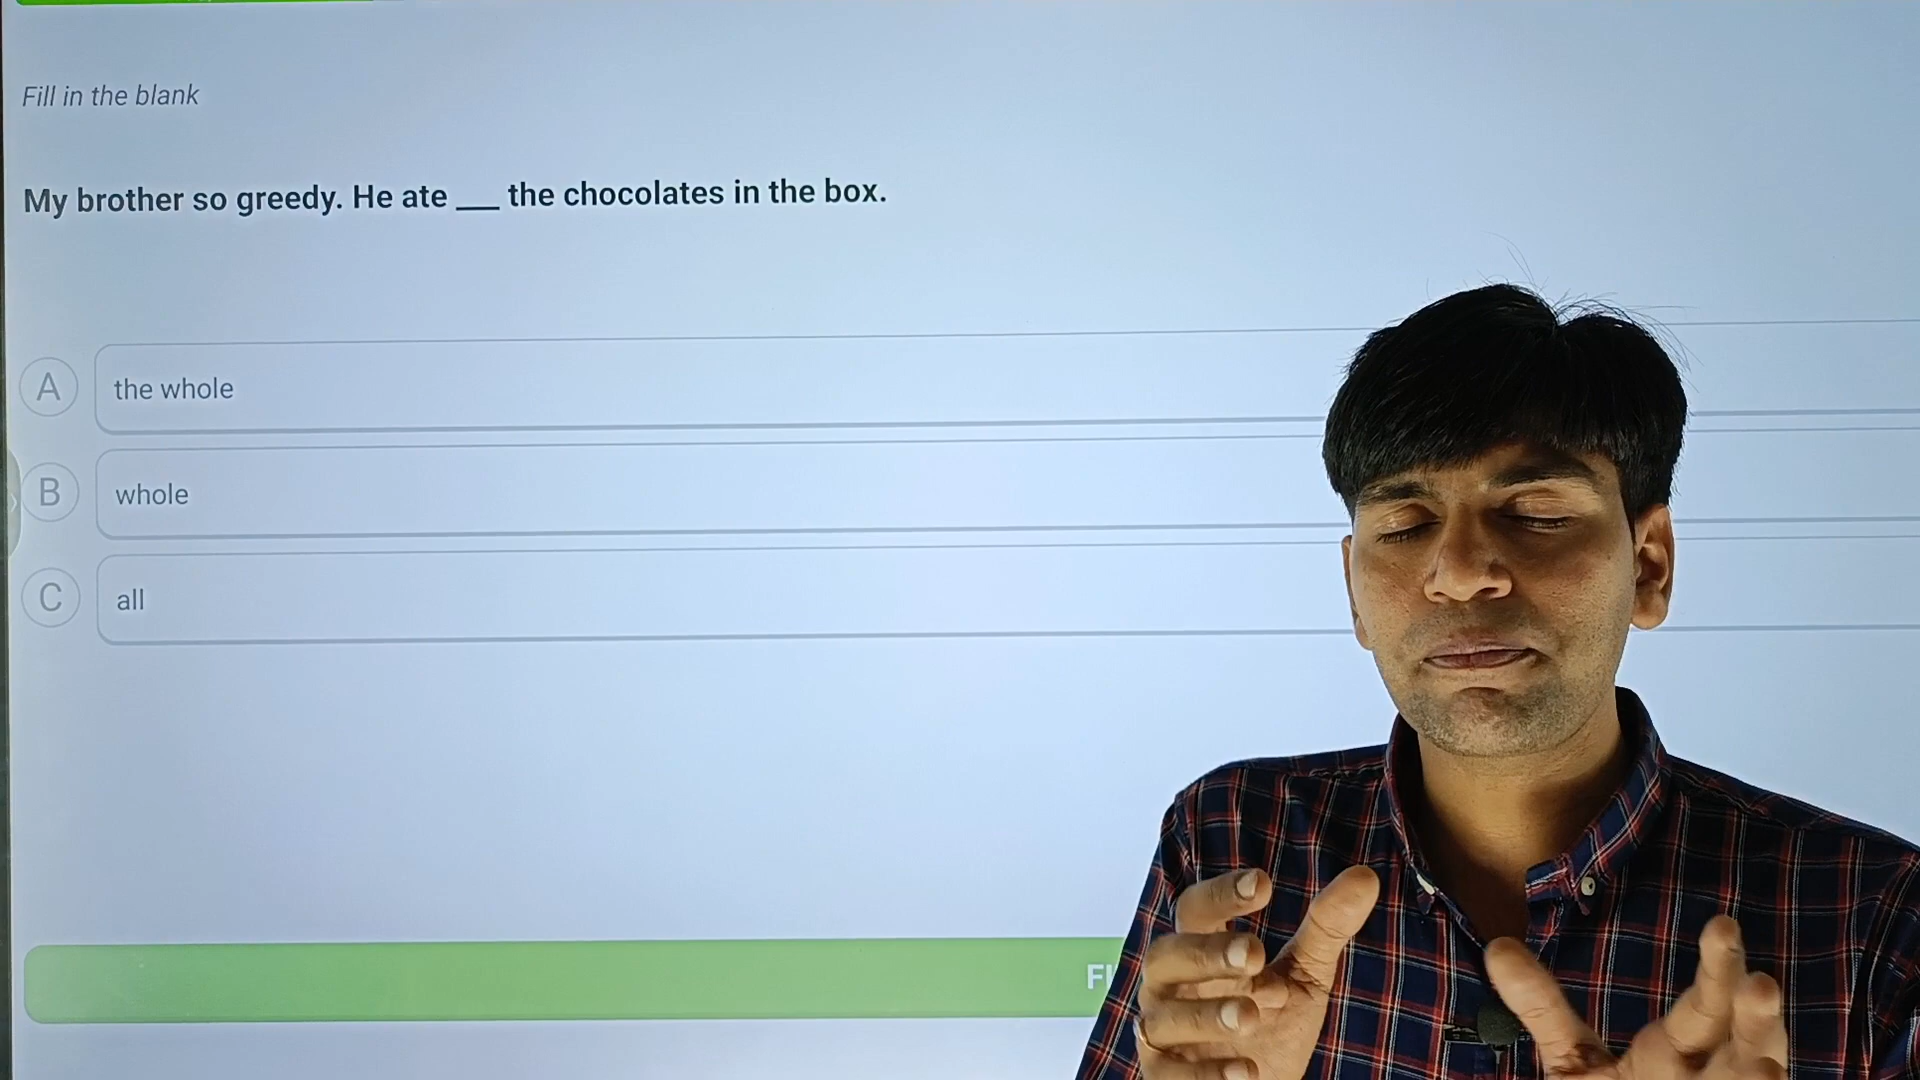 Fill in the blank
My brother so greedy. He ate ___ the chocolates in the box.
A the whole
B whole
C all